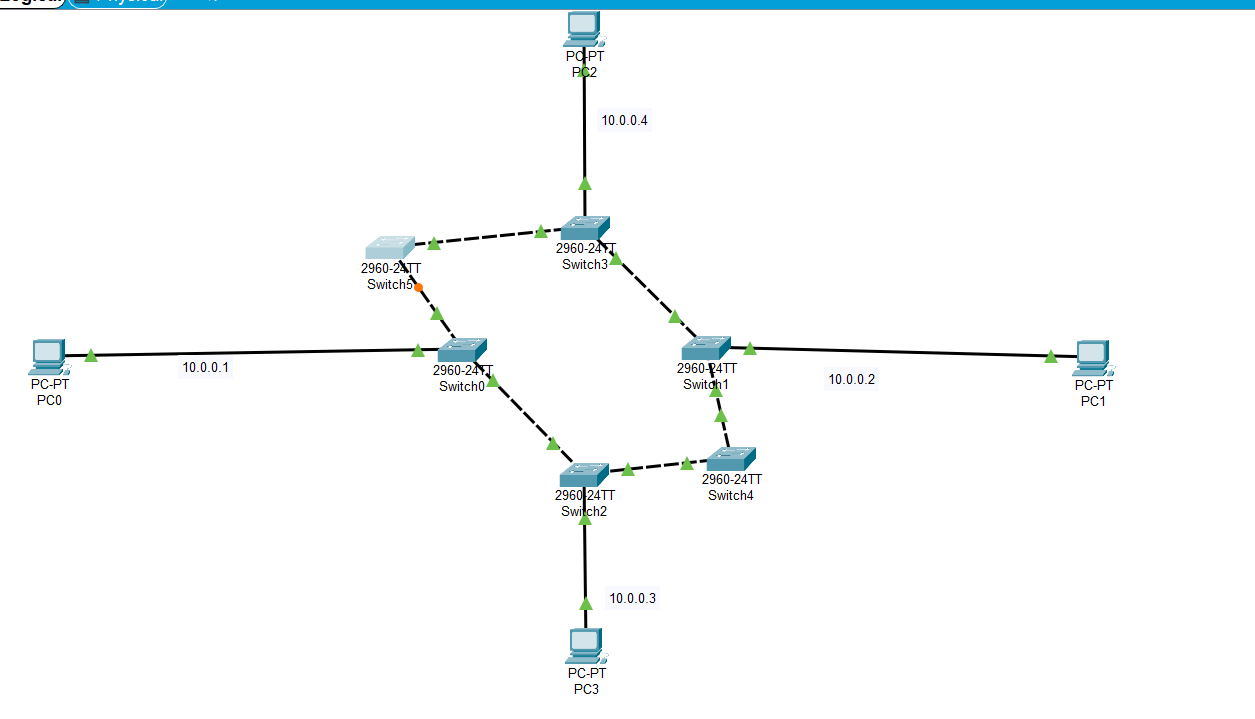 Logical
Physical
PC-PT
PC2
10.0.0.4
2960-24TT
Switch3
2960-24TT
Switch5
PC-PT
PC0
10.0.0.1
2960-24TT
Switch0
2960-24TT
Switch1
10.0.0.2
PC-PT
PC1
2960-24TT
Switch2
2960-24TT
Switch4
10.0.0.3
PC-PT
PC3